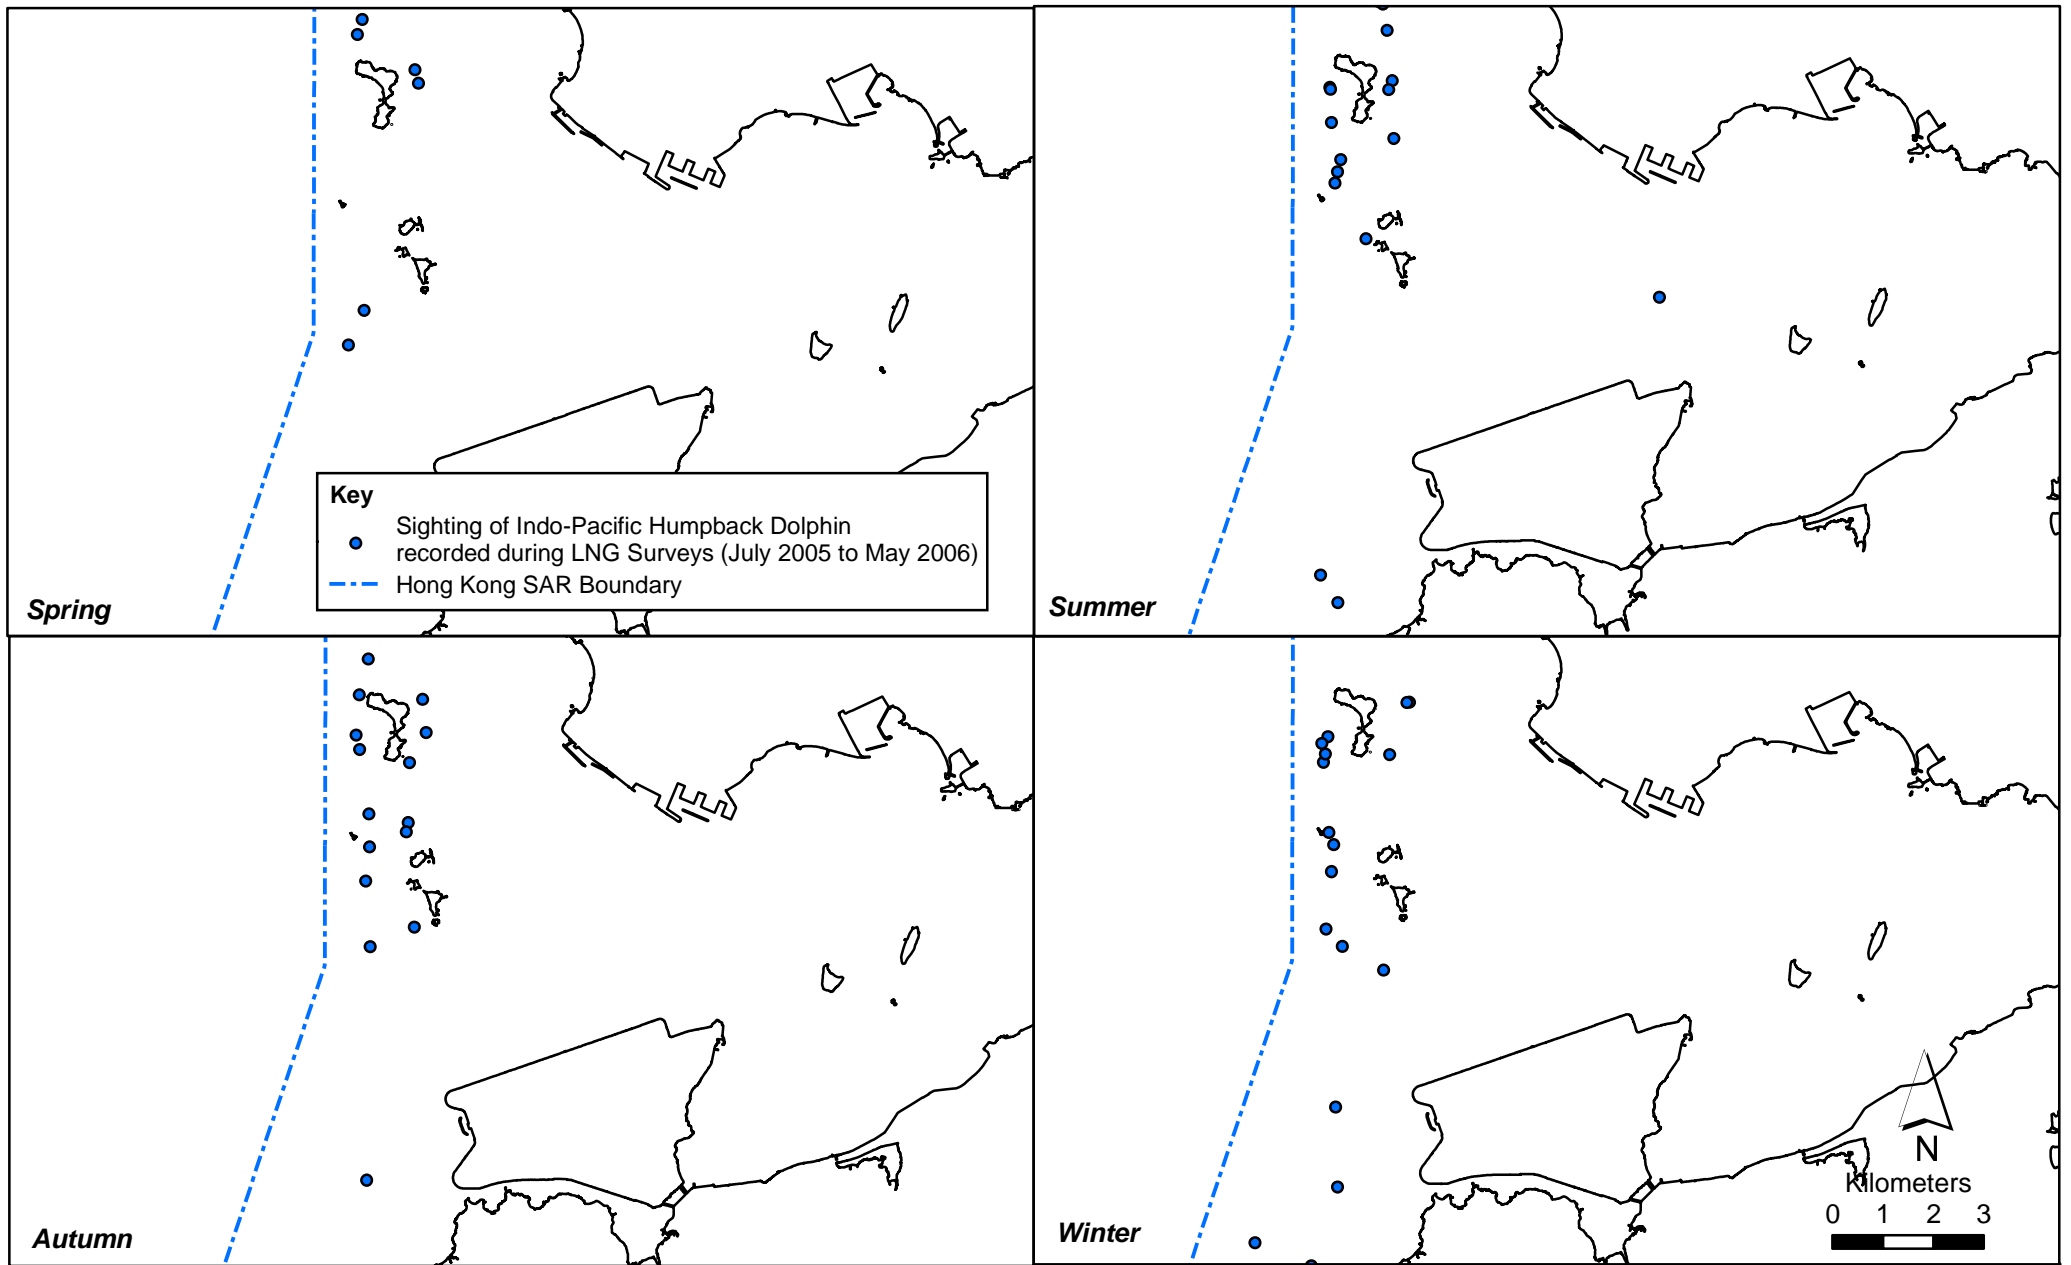 Key
Sighting of Indo-Pacific Humpback Dolphin
recorded during LNG Surveys (July 2005 to May 2006)
Hong Kong SAR Boundary
Spring
Summer
Autumn
Winter
N
Kilometers
0 1 2 3